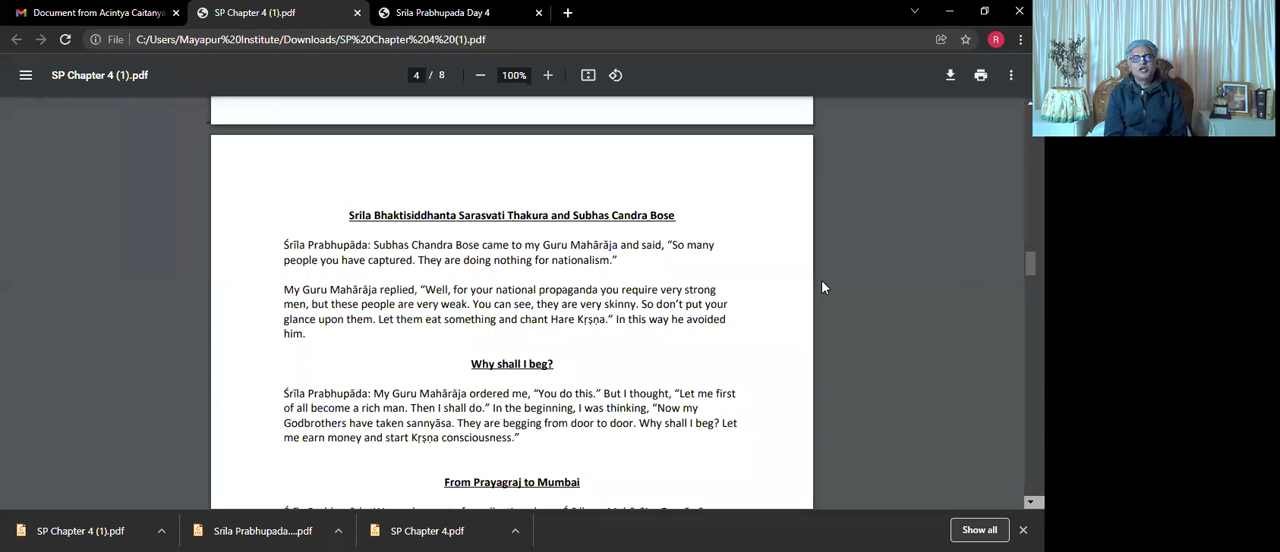 Document from Acintya Caitanya
SP Chapter 4 (1).pdf
Srila Prabhupada Day 4
File
C:/Users/Mayapur%20Institute/Downloads/SP%20Chapter%204%20(1).pdf
R
SP Chapter 4 (1).pdf
4 / 8
100%
Srila Bhaktisiddhanta Sarasvati Thakura and Subhas Candra Bose
Śrīla Prabhupāda: Subhas Chandra Bose came to my Guru Mahārāja and said, “So many
people you have captured. They are doing nothing for nationalism.”
My Guru Mahārāja replied, “Well, for your national propaganda you require very strong
men, but these people are very weak. You can see, they are very skinny. So don’t put your
glance upon them. Let them eat something and chant Hare Kṛṣṇa.” In this way he avoided
him.
Why shall I beg?
Śrīla Prabhupāda: My Guru Mahārāja ordered me, “You do this.” But I thought, “Let me first
of all become a rich man. Then I shall do.” In the beginning, I was thinking, “Now my
Godbrothers have taken sannyāsa. They are begging from door to door. Why shall I beg? Let
me earn money and start Kṛṣṇa consciousness.”
From Prayagraj to Mumbai
SP Chapter 4 (1).pdf
Srila Prabhupada....pdf
SP Chapter 4.pdf
Show all